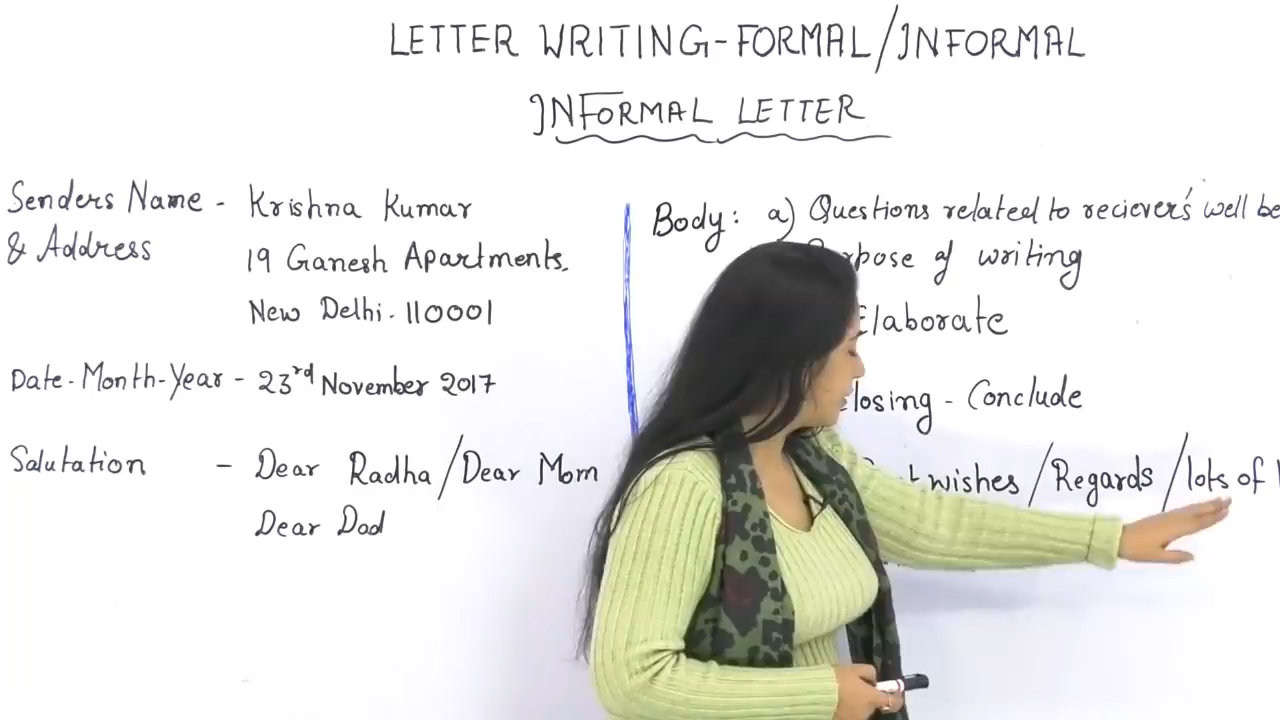 LETTER WRITING-FORMAL/INFORMAL
INFORMAL LETTER
Senders Name - Krishna Kumar
& Address
19 Ganesh Apartments,
New Delhi. 110001
Date-Month-Year - 23rd November 2017
Salutation - Dear Radha/Dear Mom
Dear Dad
Body: a) Questions related to reciever's well
of writing
Elaborate
Closing - Conclude
wishes/Regards/lots of